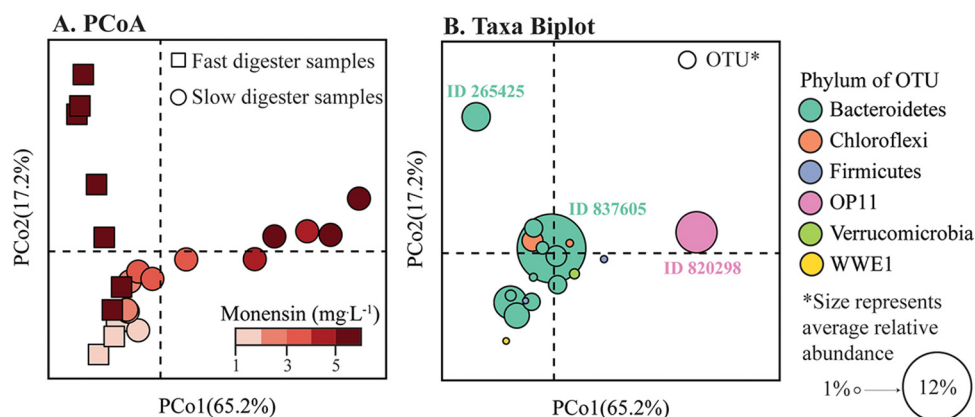 A. PCoA
Fast digester samples
Slow digester samples
PCo2(17.2%)
Monensin (mg·L⁻¹)
1 3 5
PCo1(65.2%)
B. Taxa Biplot
OTU*
ID 265425
ID 837605
ID 820298
PCo2(17.2%)
PCo1(65.2%)
Phylum of OTU
Bacteroidetes
Chloroflexi
Firmicutes
OP11
Verrucomicrobia
WWE1
*Size represents
average relative
abundance
1% 12%